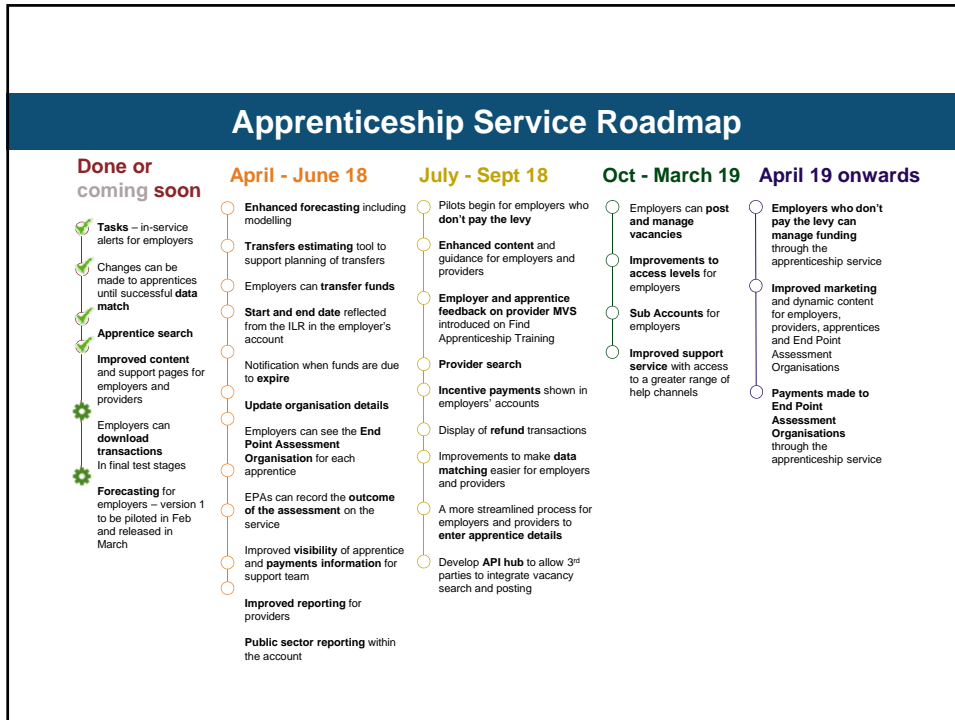 Apprenticeship Service Roadmap
Done or
coming soon
Tasks – in-service
alerts for employers
Changes can be
made to apprentices
until successful data
match
Apprentice search
Improved content
and support pages for
employers and
providers
Employers can
download
transactions
In final test stages
Forecasting for
employers – version 1
to be piloted in Feb
and released in
March
April - June 18
Enhanced forecasting including
modelling
Transfers estimating tool to
support planning of transfers
Employers can transfer funds
Start and end date reflected
from the ILR in the employer's
account
Notification when funds are due
to expire
Update organisation details
Employers can see the End
Point Assessment
Organisation for each
apprentice
EPAs can record the outcome
of the assessment on the
service
Improved visibility of apprentice
and payments information for
support team
Improved reporting for
providers
Public sector reporting within
the account
July - Sept 18
Pilots begin for employers who
don't pay the levy
Enhanced content and
guidance for employers and
providers
Employer and apprentice
feedback on provider MVS
introduced on Find
Apprenticeship Training
Provider search
Incentive payments shown in
employers' accounts
Display of refund transactions
Improvements to make data
matching easier for employers
and providers
A more streamlined process for
employers and providers to
enter apprentice details
Develop API hub to allow 3rd
parties to integrate vacancy
search and posting
Oct - March 19
Employers can post
and manage
vacancies
Improvements to
access levels for
employers
Sub Accounts for
employers
Improved support
service with access
to a greater range of
help channels
April 19 onwards
Employers who don't
pay the levy can
manage funding
through the
apprenticeship service
Improved marketing
and dynamic content
for employers,
providers, apprentices
and End Point
Assessment
Organisations
Payments made to
End Point
Assessment
Organisations
through the
apprenticeship service